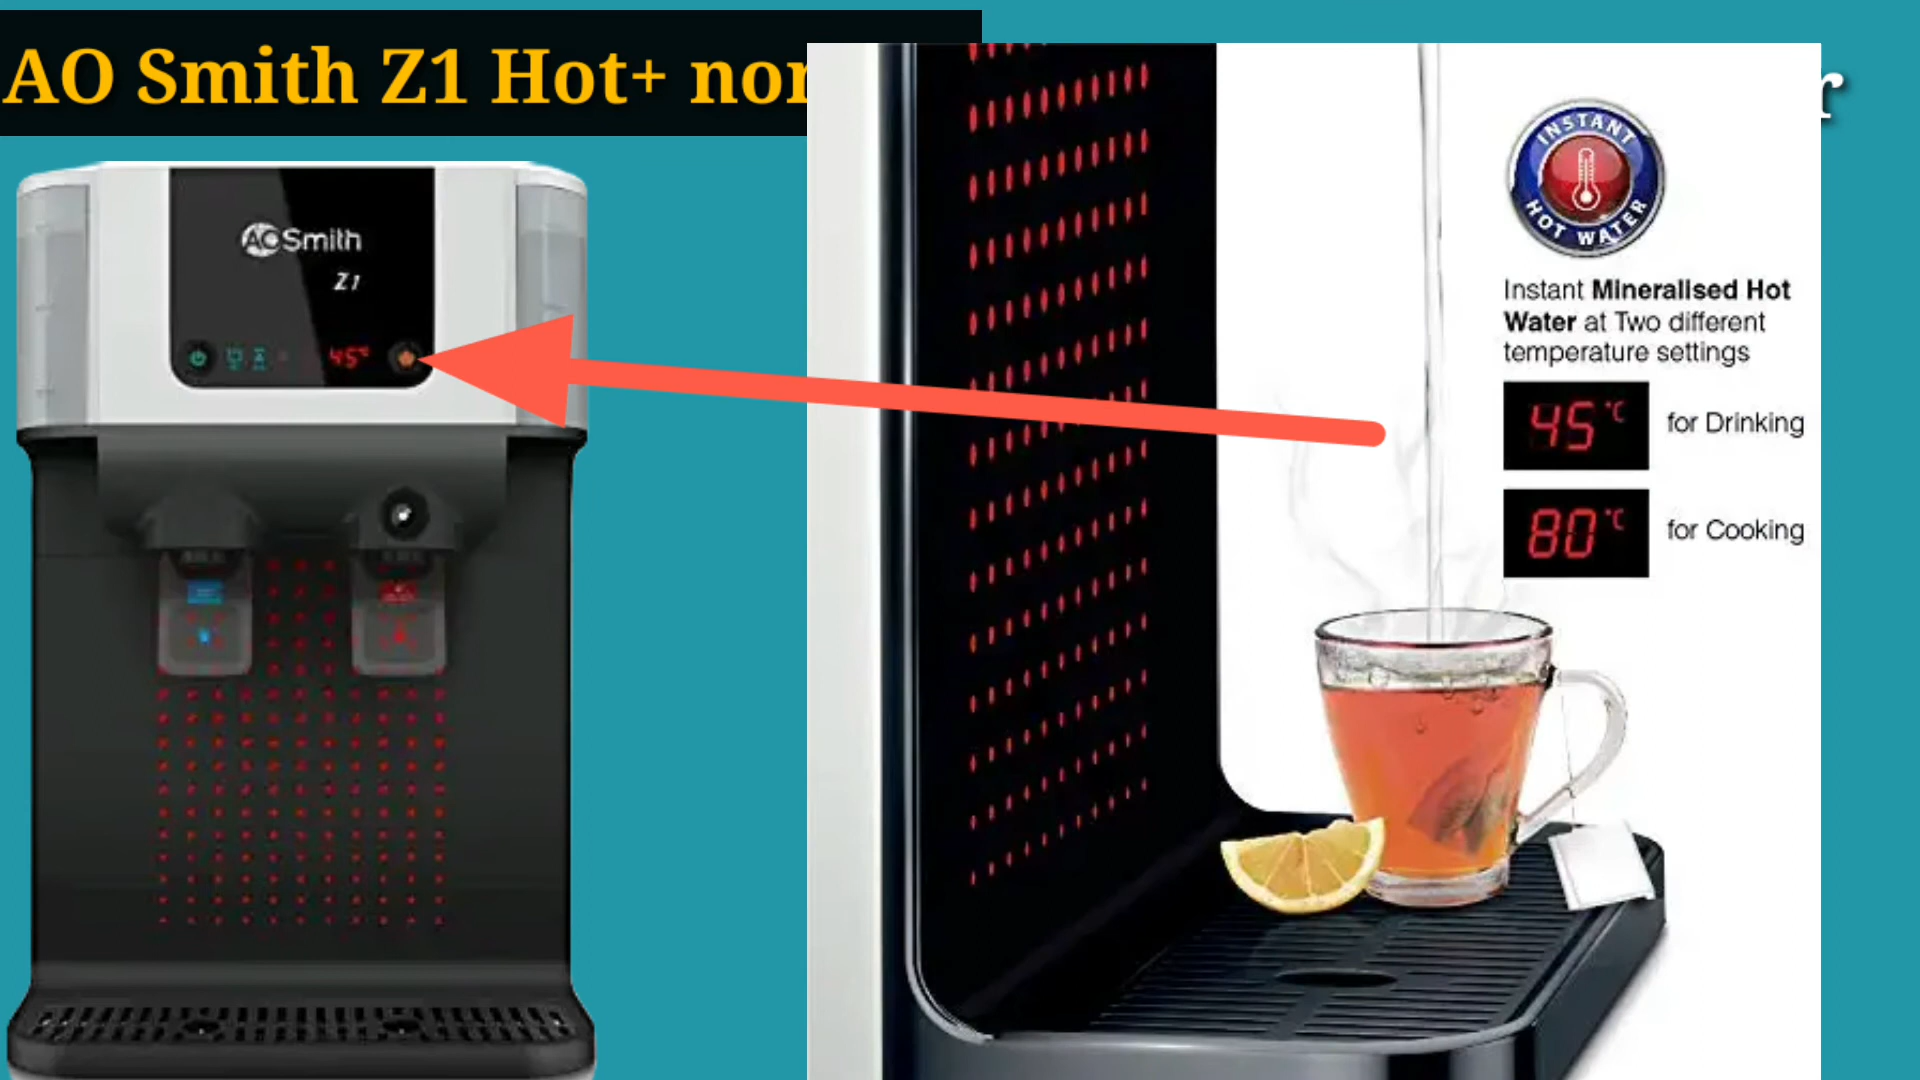 AO Smith Z1 Hot+ nor
r
AO Smith
Z1
45°C
INSTANT
HOT WATER
Instant Mineralised Hot
Water at Two different
temperature settings
45°C for Drinking
80°C for Cooking